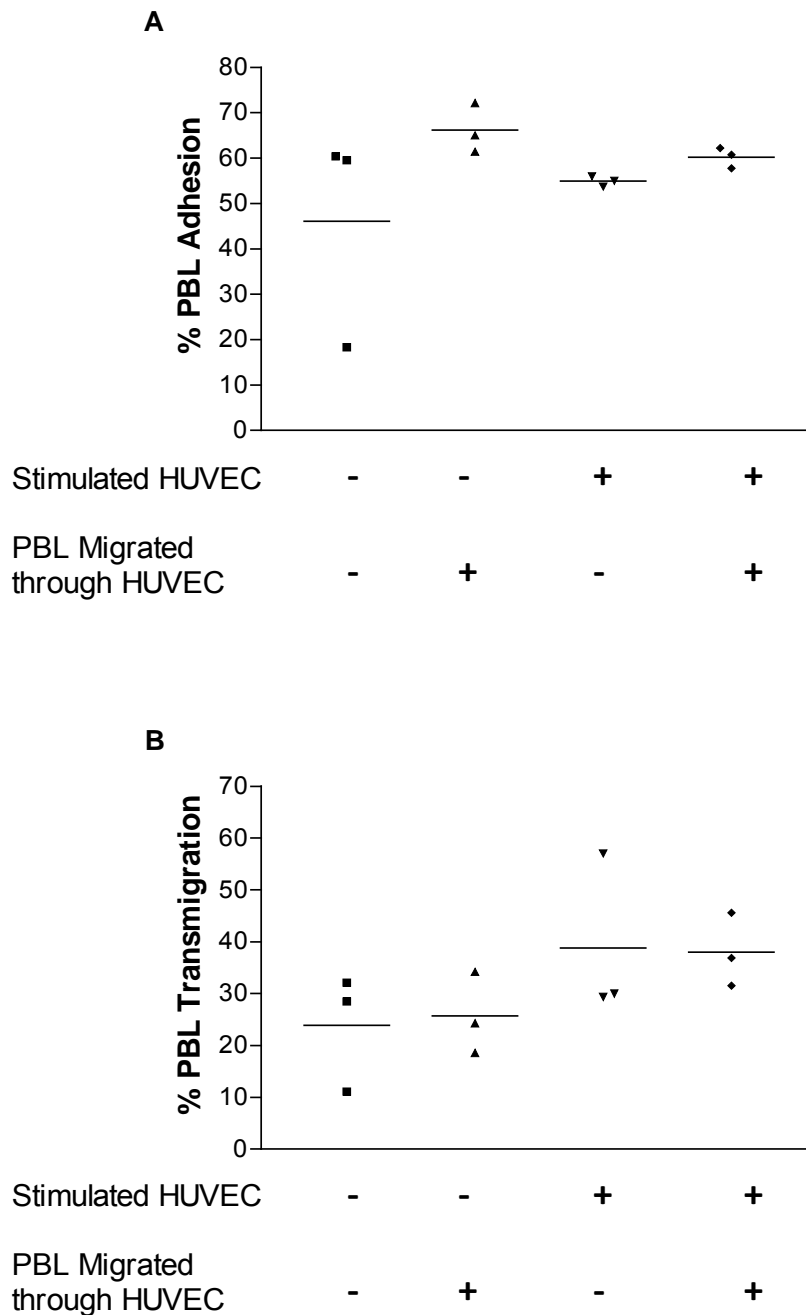 A
% PBL Adhesion
80
70
60
50
40
30
20
10
0
Stimulated HUVEC - - + +
PBL Migrated
through HUVEC - + - +
B
% PBL Transmigration
70
60
50
40
30
20
10
0
Stimulated HUVEC - - + +
PBL Migrated
through HUVEC - + - +